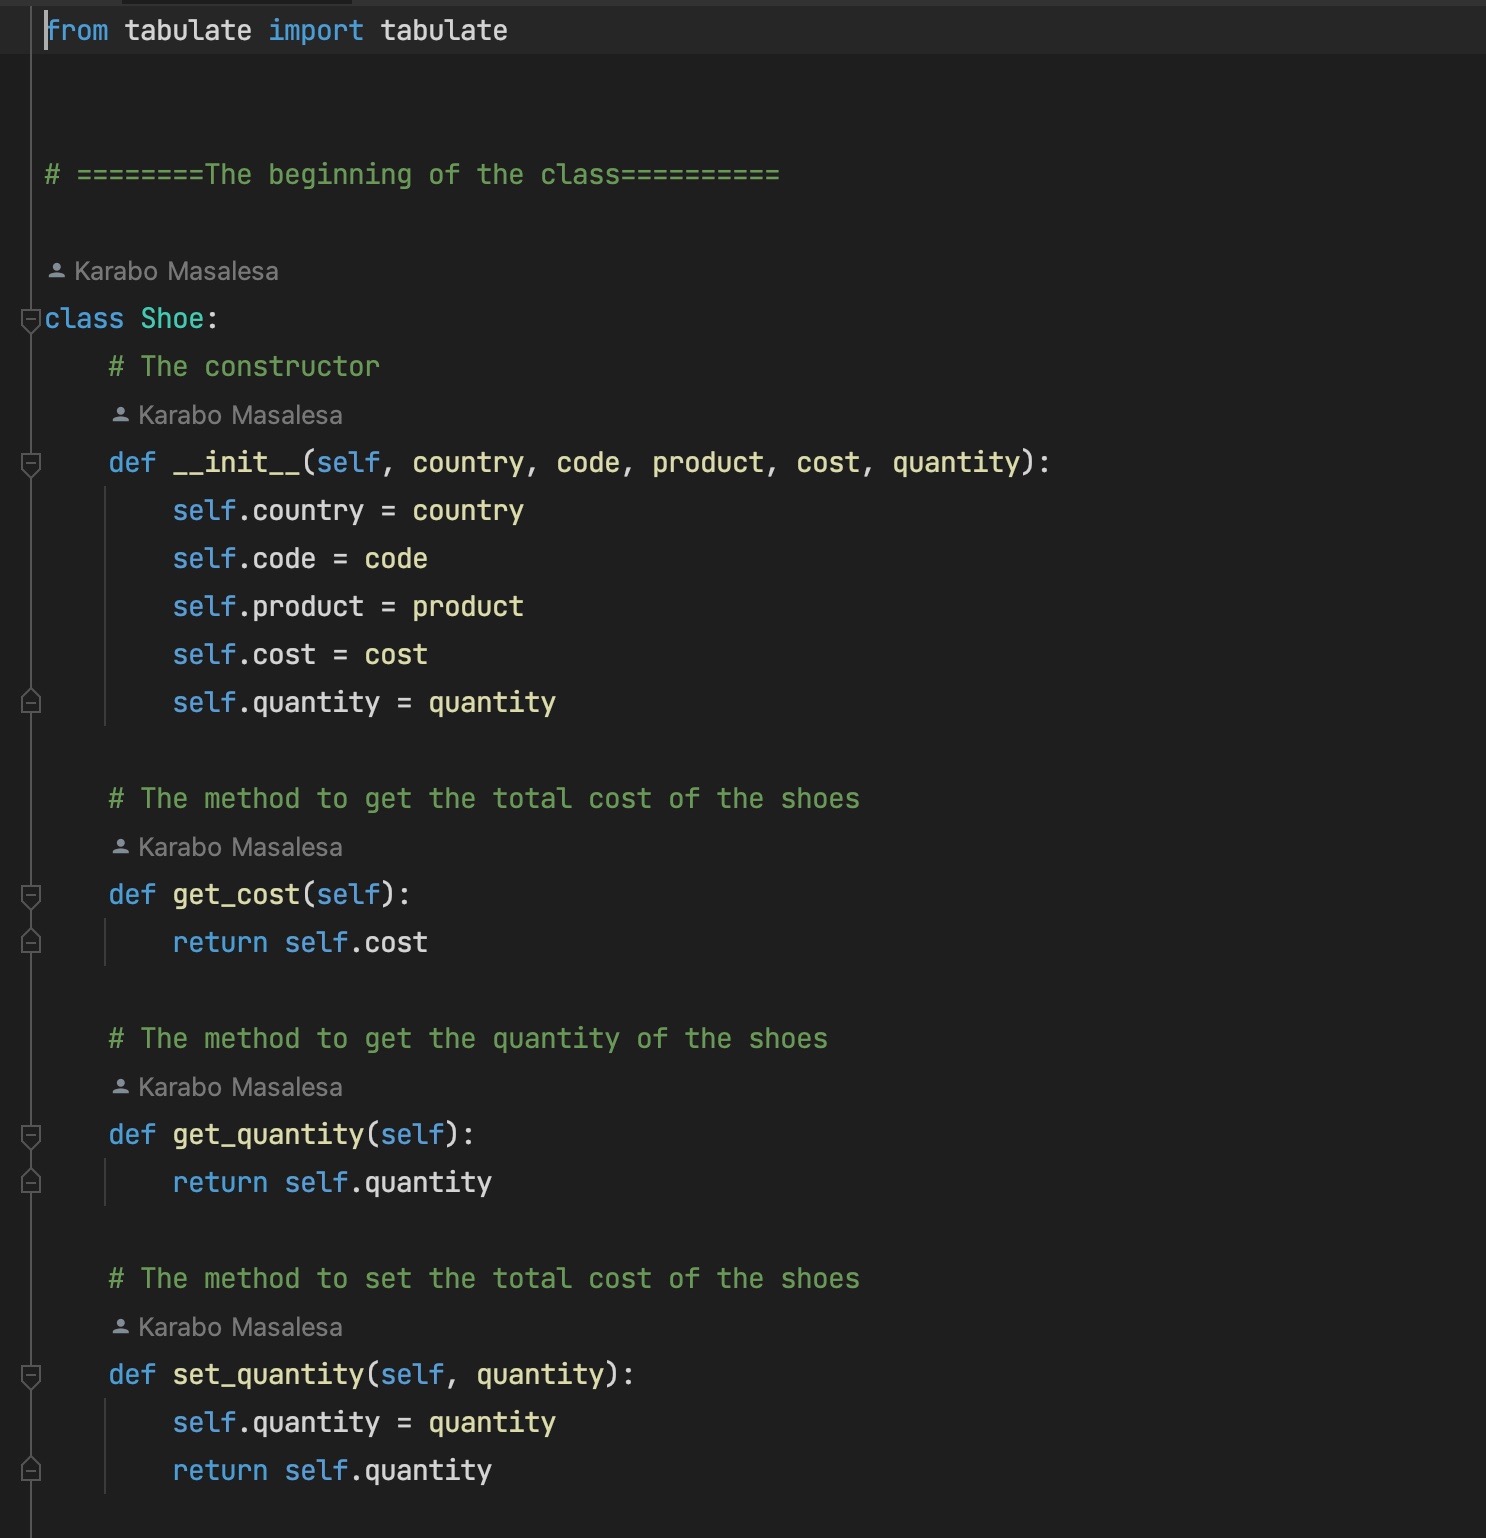 from tabulate import tabulate
# ========The beginning of the class==========
Karabo Masalesa
class Shoe:
    # The constructor
    Karabo Masalesa
    def __init__(self, country, code, product, cost, quantity):
        self.country = country
        self.code = code
        self.product = product
        self.cost = cost
        self.quantity = quantity
    # The method to get the total cost of the shoes
    Karabo Masalesa
    def get_cost(self):
        return self.cost
    # The method to get the quantity of the shoes
    Karabo Masalesa
    def get_quantity(self):
        return self.quantity
    # The method to set the total cost of the shoes
    Karabo Masalesa
    def set_quantity(self, quantity):
        self.quantity = quantity
        return self.quantity